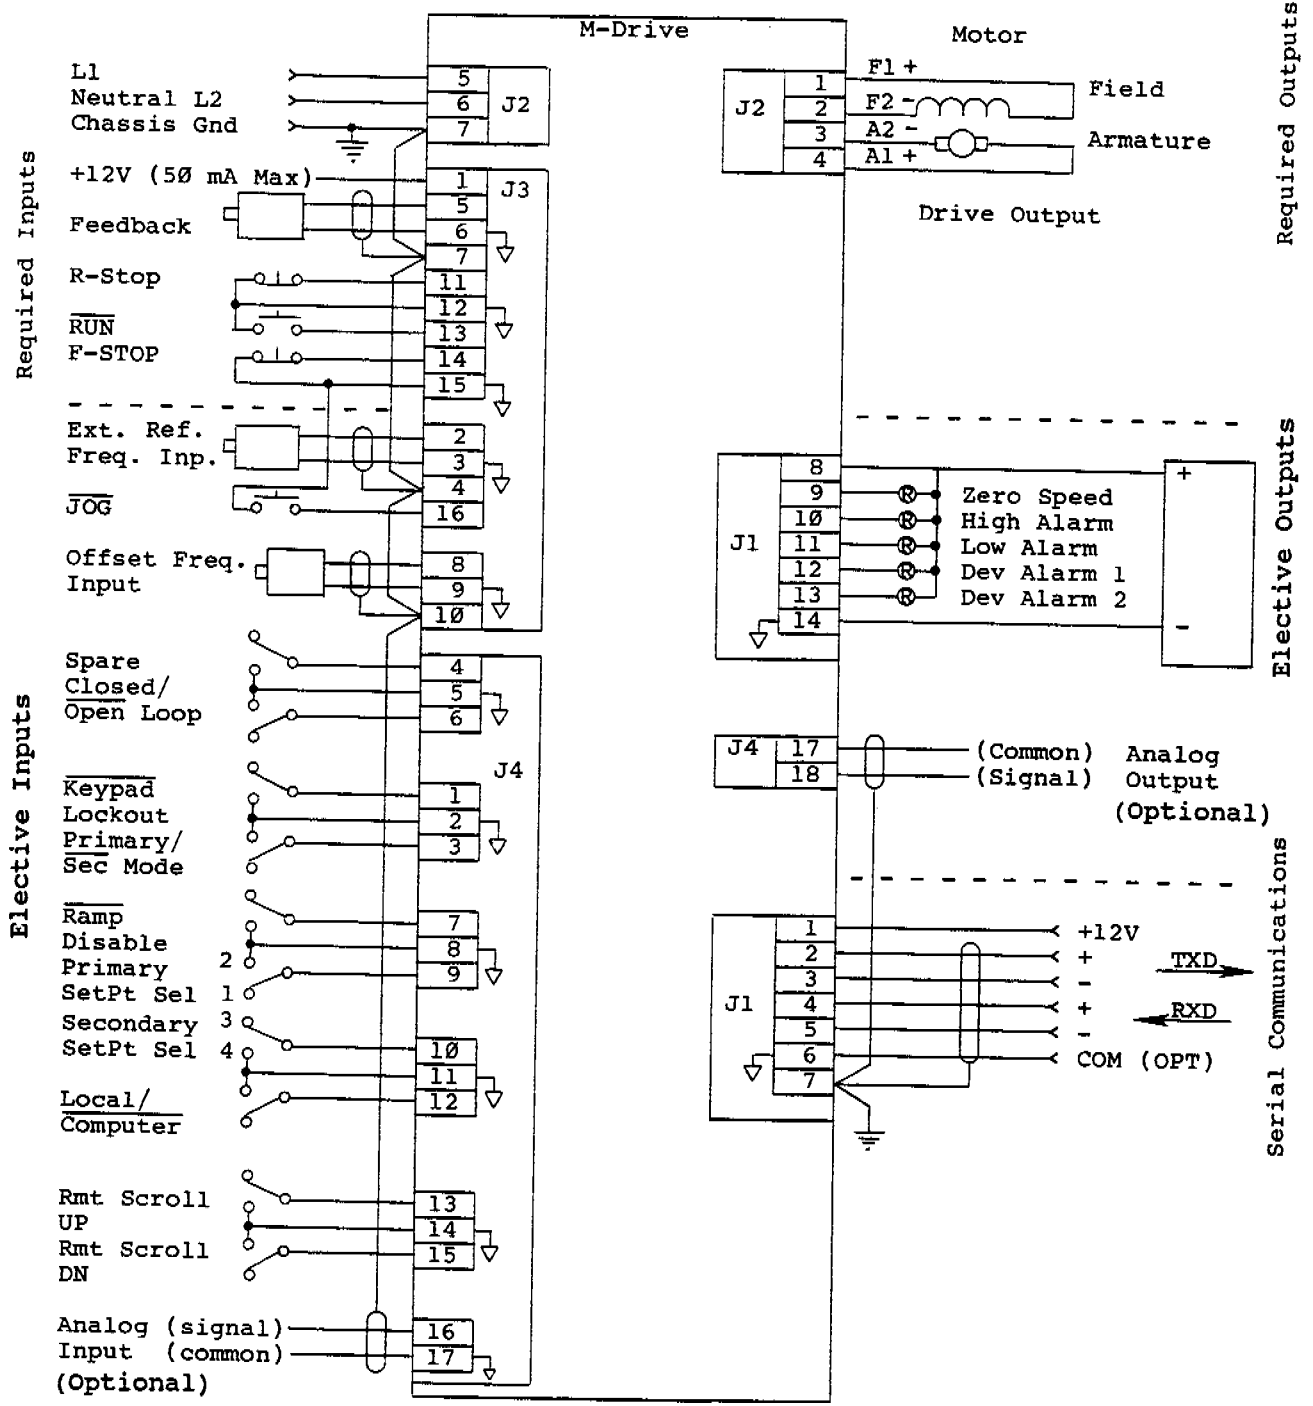 M-Drive
Required Inputs
L1
Neutral L2
Chassis Gnd
5
6
7
J2
+12V (50 mA Max)
Feedback
R-Stop
RUN
F-STOP
1
5
6
7
11
12
13
14
15
J3
Elective Inputs
Ext. Ref.
Freq. Inp.
JOG
2
3
4
16
Offset Freq.
Input
8
9
10
Spare
Closed/
Open Loop
4
5
6
J4
Keypad
Lockout
Primary/
Sec Mode
1
2
3
Ramp
Disable
Primary 2
SetPt Sel 1
7
8
9
Secondary 3
SetPt Sel 4
Local/
Computer
10
11
12
Rmt Scroll
UP
Rmt Scroll
DN
13
14
15
Analog (signal)
Input (common)
(Optional)
16
17
Required Outputs
Motor
J2
1
2
3
4
F1 +
F2 -
A2 -
A1 +
Field
Armature
Drive Output
Elective Outputs
J1
8
9
10
11
12
13
14
R
R
R
R
R
Zero Speed
High Alarm
Low Alarm
Dev Alarm 1
Dev Alarm 2
+
-
J4
17
18
(Common) Analog
(Signal) Output
(Optional)
Serial Communications
J1
1
2
3
4
5
6
7
+12V
+
-
TXD
+
-
RXD
COM (OPT)